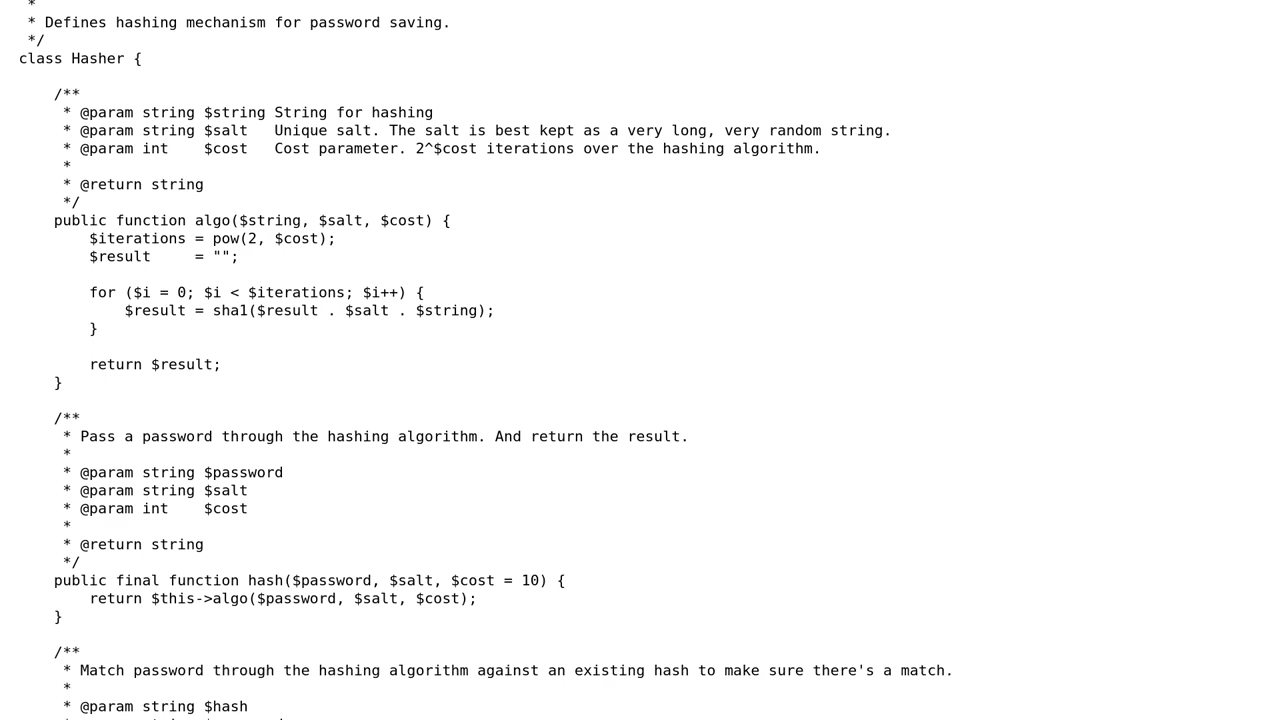 *
* Defines hashing mechanism for password saving.
*/
class Hasher {
/**
* @param string $string String for hashing
* @param string $salt   Unique salt. The salt is best kept as a very long, very random string.
* @param int    $cost   Cost parameter. 2^$cost iterations over the hashing algorithm.
*
* @return string
*/
public function algo($string, $salt, $cost) {
$iterations = pow(2, $cost);
$result     = "";
for ($i = 0; $i < $iterations; $i++) {
$result = sha1($result . $salt . $string);
}
return $result;
}
/**
* Pass a password through the hashing algorithm. And return the result.
*
* @param string $password
* @param string $salt
* @param int    $cost
*
* @return string
*/
public final function hash($password, $salt, $cost = 10) {
return $this->algo($password, $salt, $cost);
}
/**
* Match password through the hashing algorithm against an existing hash to make sure there's a match.
*
* @param string $hash